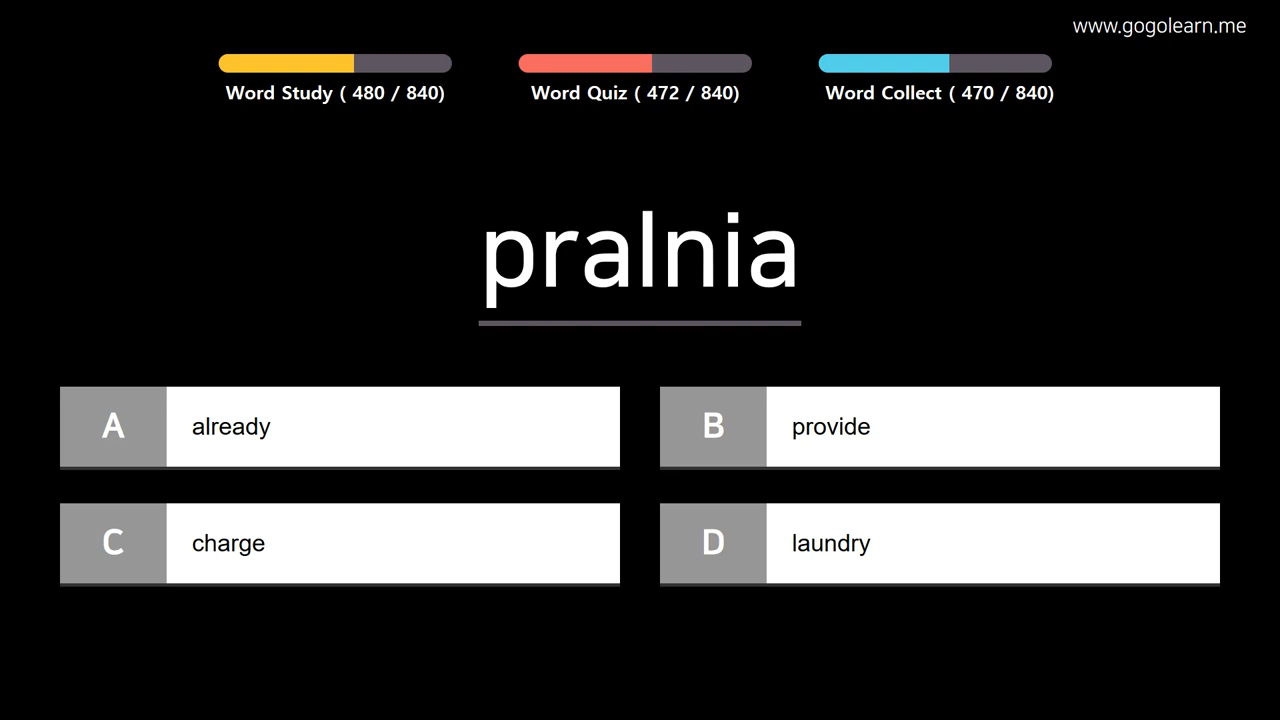 www.gogolearn.me
Word Study ( 480 / 840)
Word Quiz ( 472 / 840)
Word Collect ( 470 / 840)
pralnia
A already
B provide
C charge
D laundry